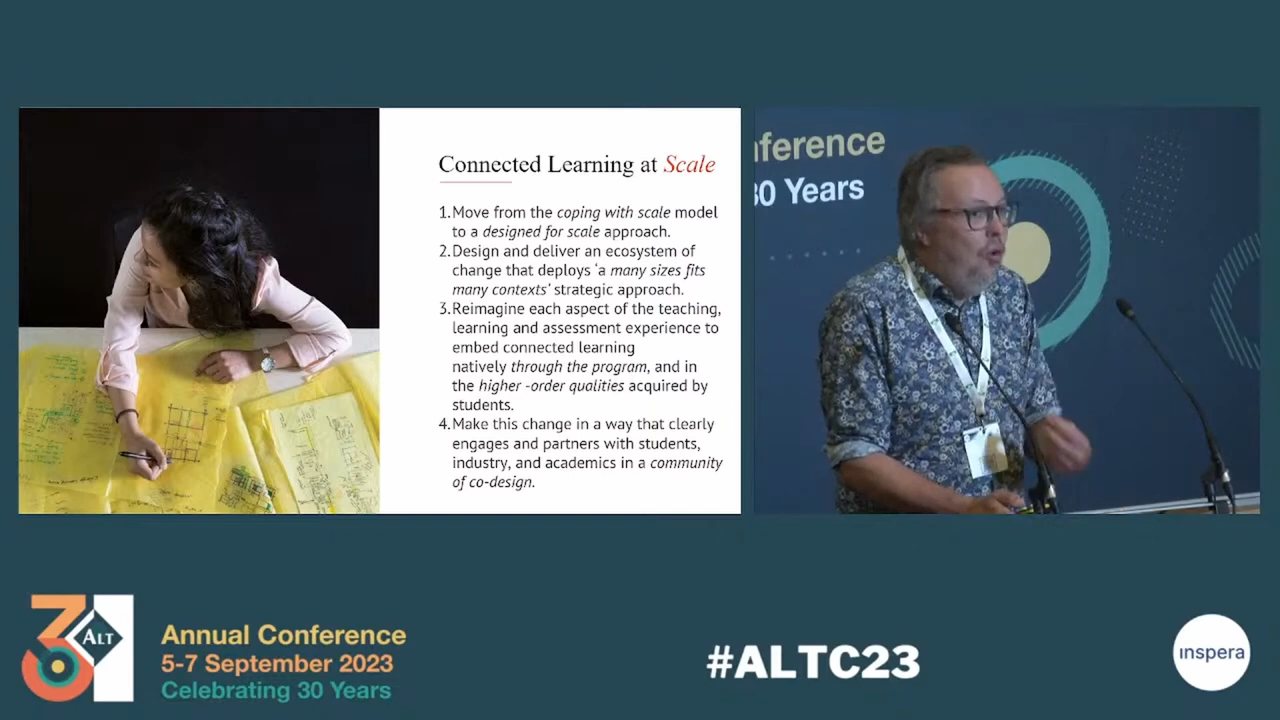 Connected Learning at Scale
1.Move from the coping with scale model
to a designed for scale approach.
2.Design and deliver an ecosystem of
change that deploys ‘a many sizes fits
many contexts’ strategic approach.
3.Reimagine each aspect of the teaching,
learning and assessment experience to
embed connected learning
natively through the program, and in
the higher -order qualities acquired by
students.
4.Make this change in a way that clearly
engages and partners with students,
industry, and academics in a community
of co-design.
nference
30 Years
ALT
Annual Conference
5-7 September 2023
Celebrating 30 Years
#ALTC23
inspera